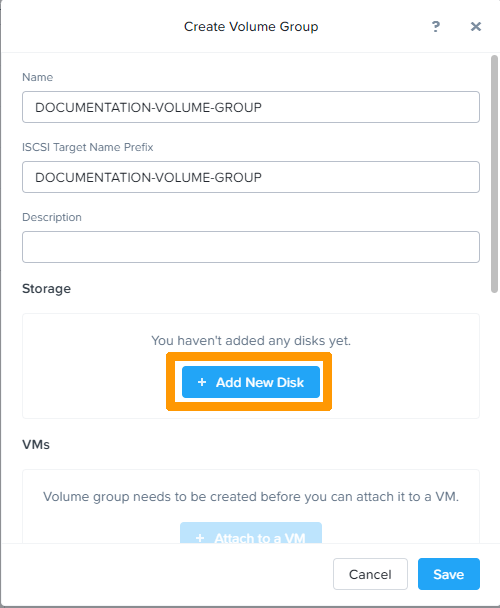 Create Volume Group
?
Name
DOCUMENTATION-VOLUME-GROUP
ISCSI Target Name Prefix
DOCUMENTATION-VOLUME-GROUP
Description
Storage
You haven't added any disks yet.
+ Add New Disk
VMs
Volume group needs to be created before you can attach it to a VM.
+ Attach to a VM
Cancel Save